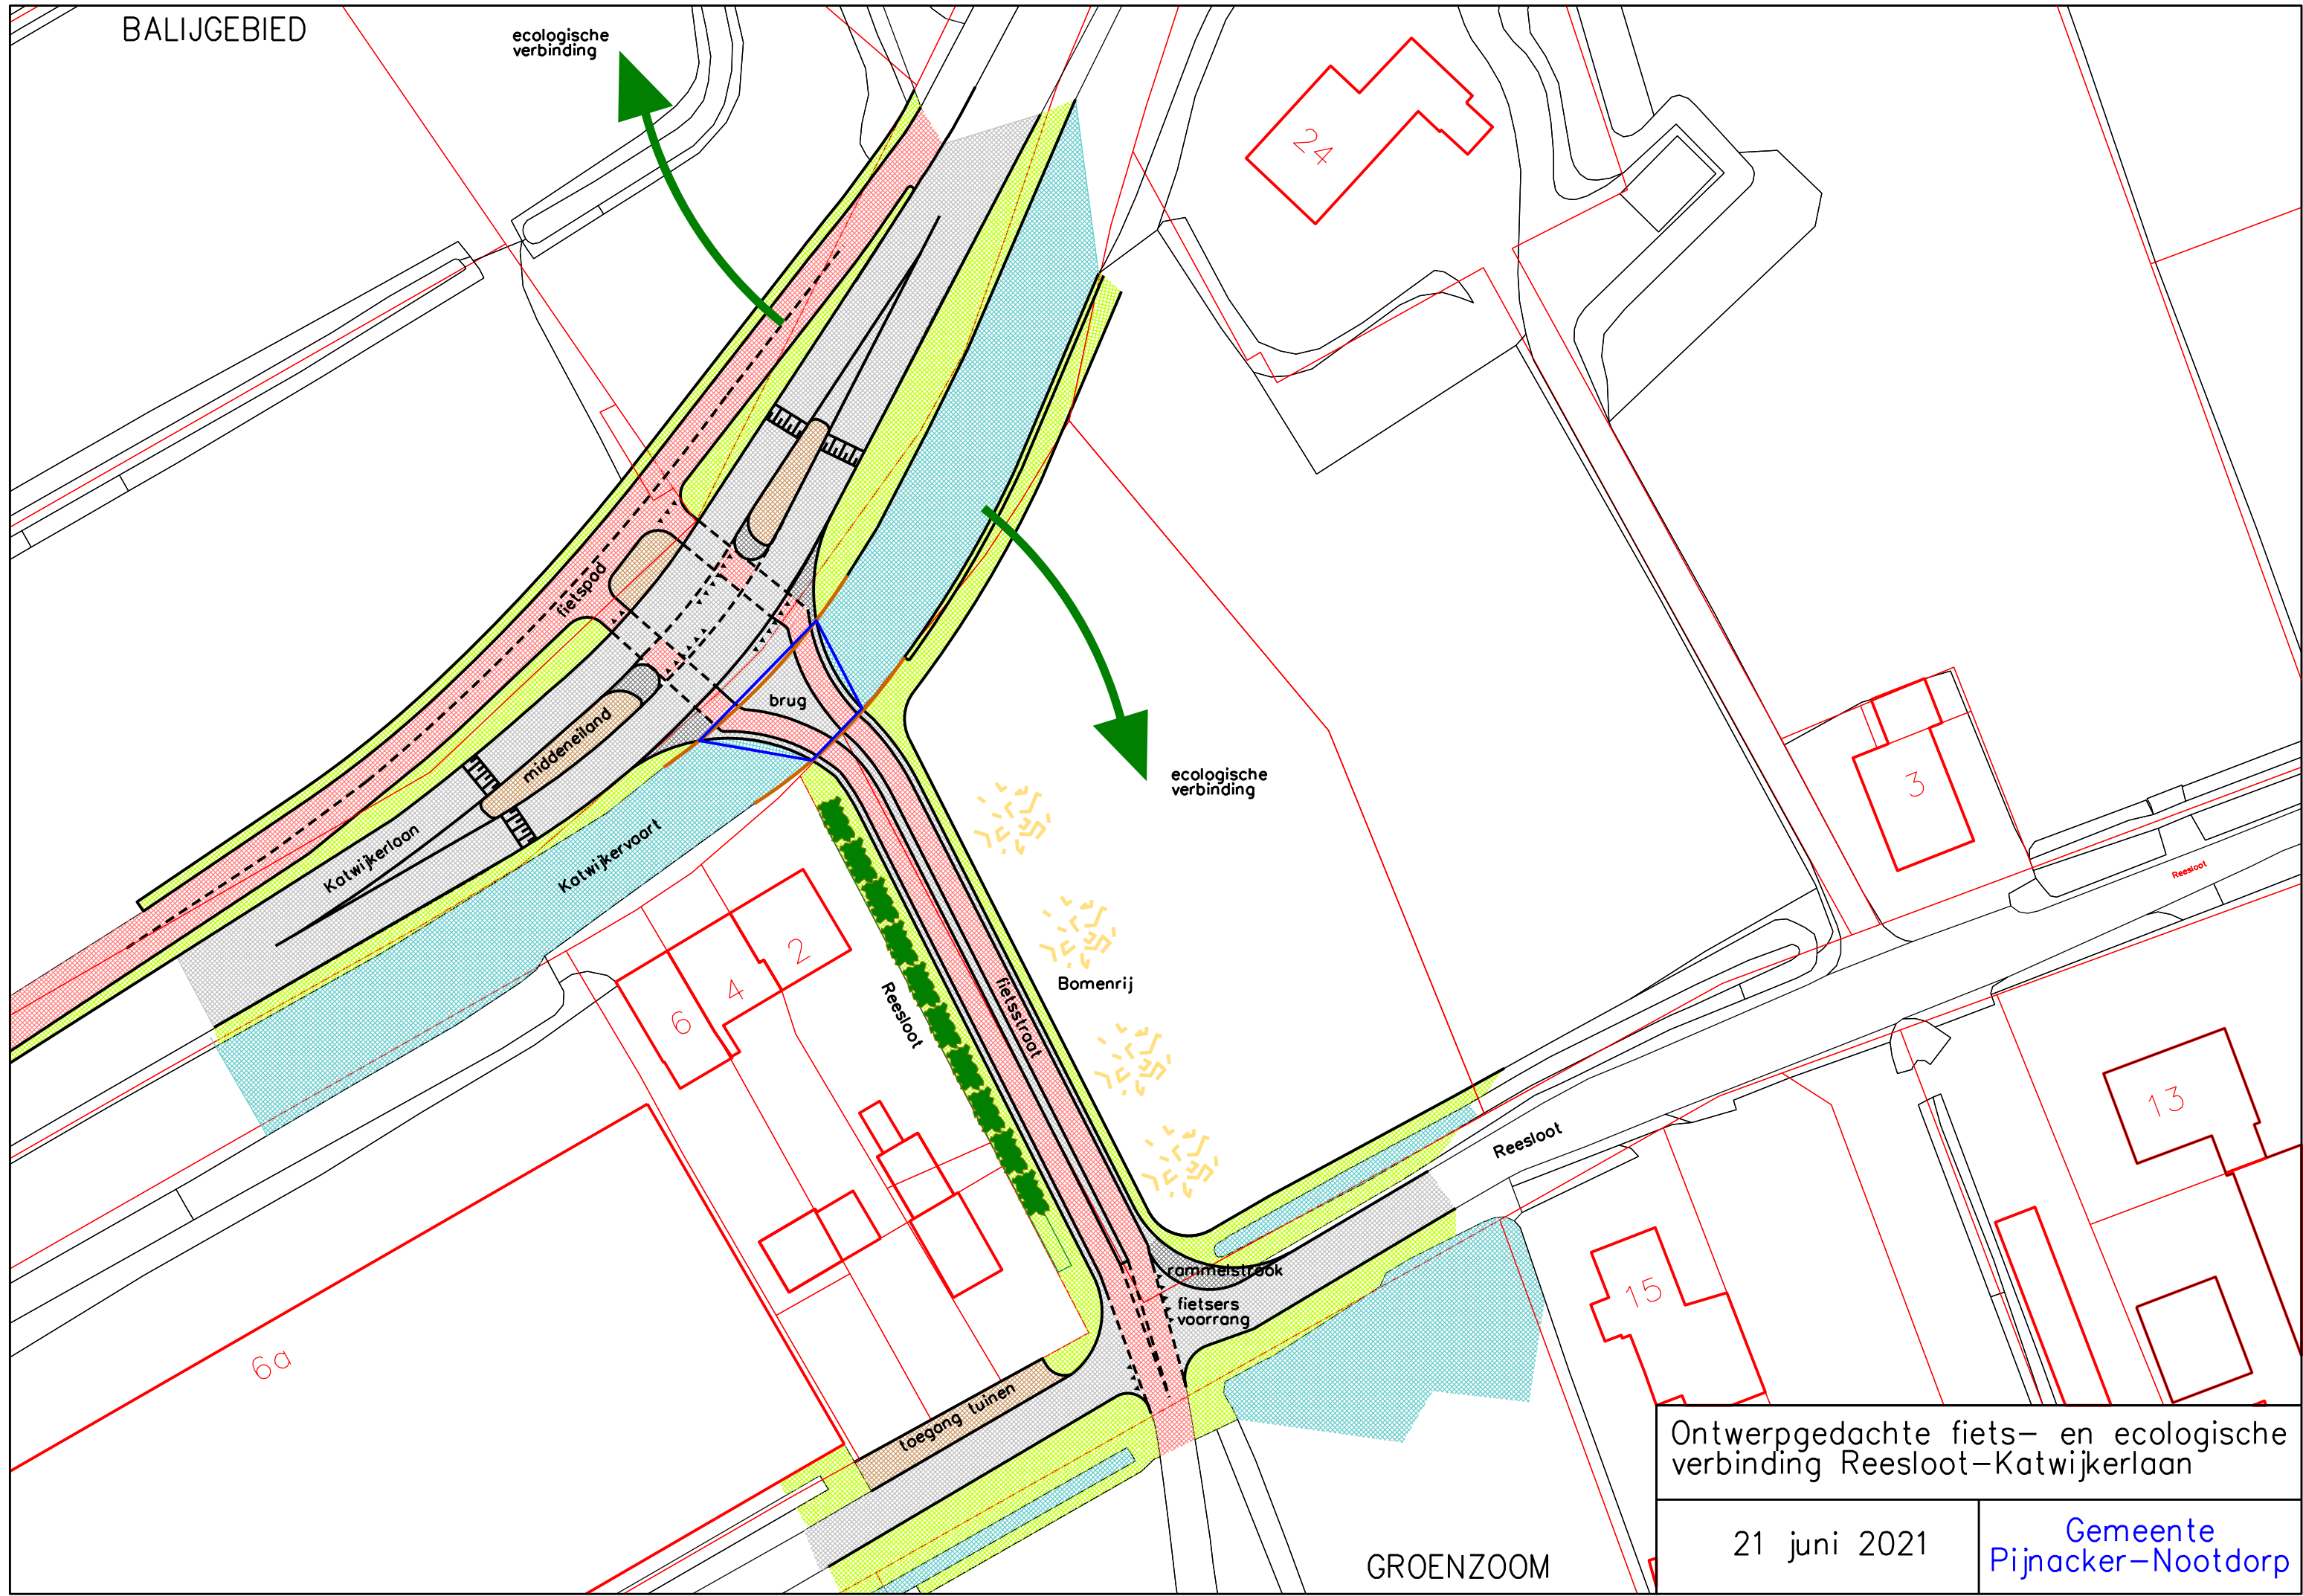 BALIJGEBIED
ecologische
verbinding
24
fietspad
brug
middeneiland
ecologische
verbinding
3
Katwijkerlaan
Katwijkervaart
Reesloot
2
4
6
Bomenrij
Reesloot
fietsstraat
13
Reesloot
rammelstrook
15
fietsers
voorrang
6a
toegang tuinen
Ontwerpgedachte fiets- en ecologische
verbinding Reesloot-Katwijkerlaan
21 juni 2021
Gemeente
Pijnacker-Nootdorp
GROENZOOM